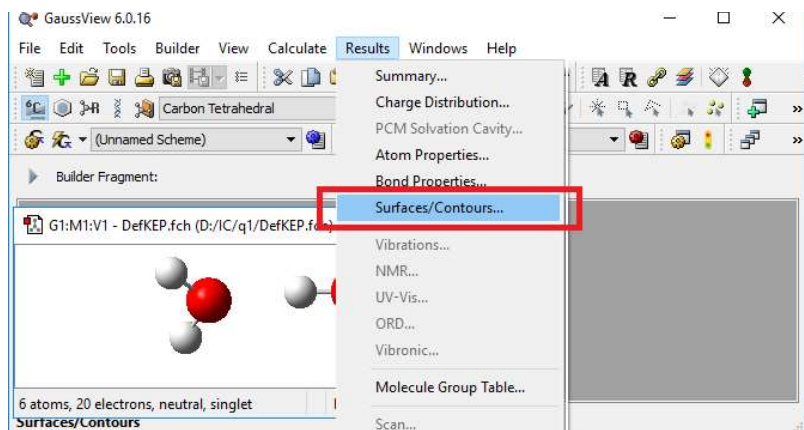 GaussView 6.0.16
File Edit Tools Builder View Calculate Results Windows Help
Summary...
Charge Distribution...
PCM Solvation Cavity...
Atom Properties...
Bond Properties...
Surfaces/Contours...
Vibrations...
NMR...
UV-Vis...
ORD...
Vibronic...
Molecule Group Table...
Scan...
Carbon Tetrahedral
(Unnamed Scheme)
Builder Fragment:
G1:M1:V1 - DefKEP.fch (D:/IC/q1/DefKEP.fch)
6 atoms, 20 electrons, neutral, singlet
Surfaces/Contours